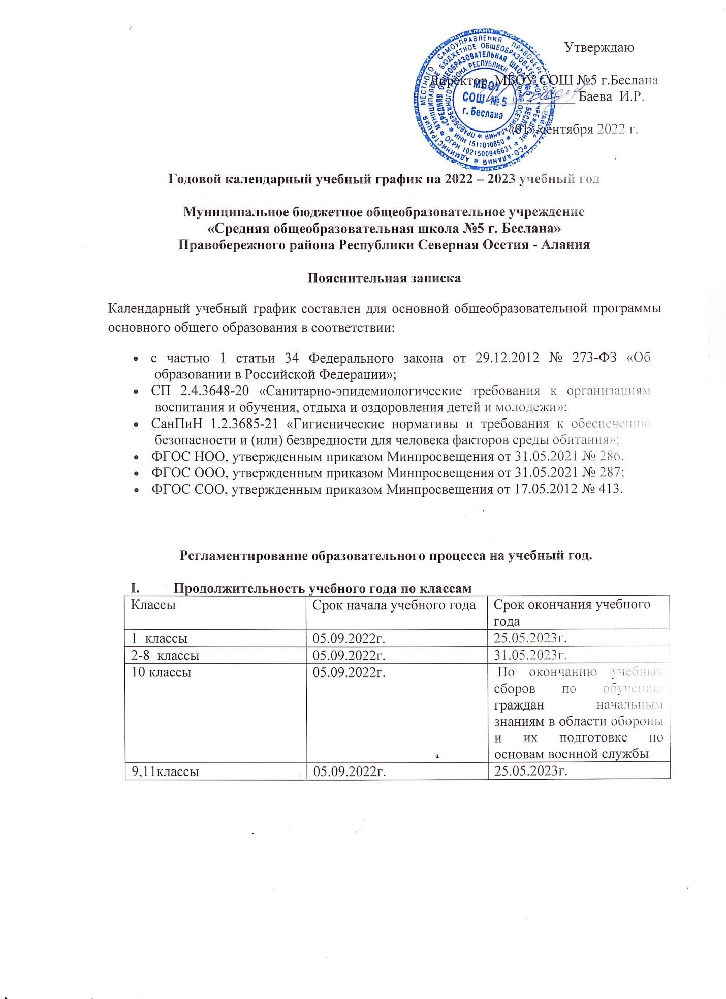 Утверждаю
Директор МБОУ СОШ №5 г.Беслана
Баева И.Р.
«01» сентября 2022 г.
МБОУ
СОШ №5
г. Беслана
ИНН 1511010850
ОГРН 1021500946631
Годовой календарный учебный график на 2022 – 2023 учебный год
Муниципальное бюджетное общеобразовательное учреждение
«Средняя общеобразовательная школа №5 г. Беслана»
Правобережного района Республики Северная Осетия - Алания
Пояснительная записка
Календарный учебный график составлен для основной общеобразовательной программы
основного общего образования в соответствии:
• с частью 1 статьи 34 Федерального закона от 29.12.2012 № 273-ФЗ «Об
образовании в Российской Федерации»;
• СП 2.4.3648-20 «Санитарно-эпидемиологические требования к организациям
воспитания и обучения, отдыха и оздоровления детей и молодежи»;
• СанПиН 1.2.3685-21 «Гигиенические нормативы и требования к обеспечению
безопасности и (или) безвредности для человека факторов среды обитания»;
• ФГОС НОО, утвержденным приказом Минпросвещения от 31.05.2021 № 286.
• ФГОС ООО, утвержденным приказом Минпросвещения от 31.05.2021 № 287;
• ФГОС СОО, утвержденным приказом Минпросвещения от 17.05.2012 № 413.
Регламентирование образовательного процесса на учебный год.
I. Продолжительность учебного года по классам
Классы Срок начала учебного года Срок окончания учебного
года
1 классы 05.09.2022г. 25.05.2023г.
2-8 классы 05.09.2022г. 31.05.2023г.
10 классы 05.09.2022г. По окончанию учебных
сборов по обучению
граждан начальным
знаниям в области обороны
и их подготовке по
основам военной службы
9,11классы 05.09.2022г. 25.05.2023г.